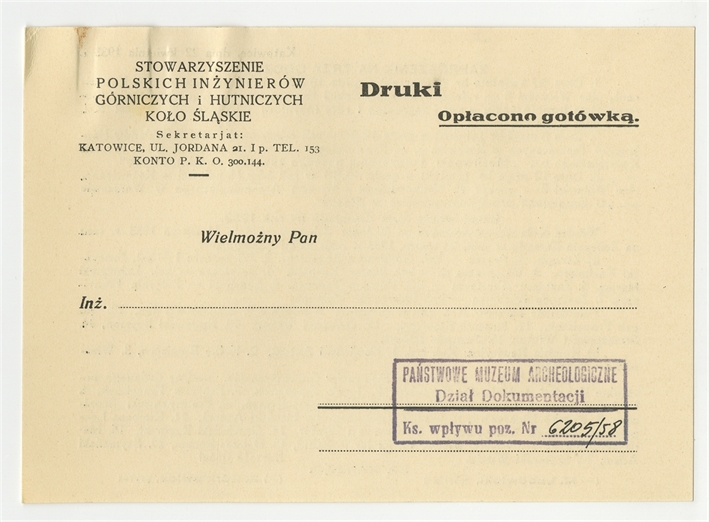 STOWARZYSZENIE
POLSKICH INŻYNIERÓW
GÓRNICZYCH i HUTNICZYCH
KOŁO ŚLĄSKIE
Sekretarjat:
KATOWICE, UL. JORDANA 21. I p. TEL. 153
KONTO P. K. O. 300.144.
Druki
Opłacono gotówką.
Wielmożny Pan
Inż.
PAŃSTWOWE MUZEUM ARCHEOLOGICZNE
Dział Dokumentacji
Ks. wpływu poz. Nr 6205/58